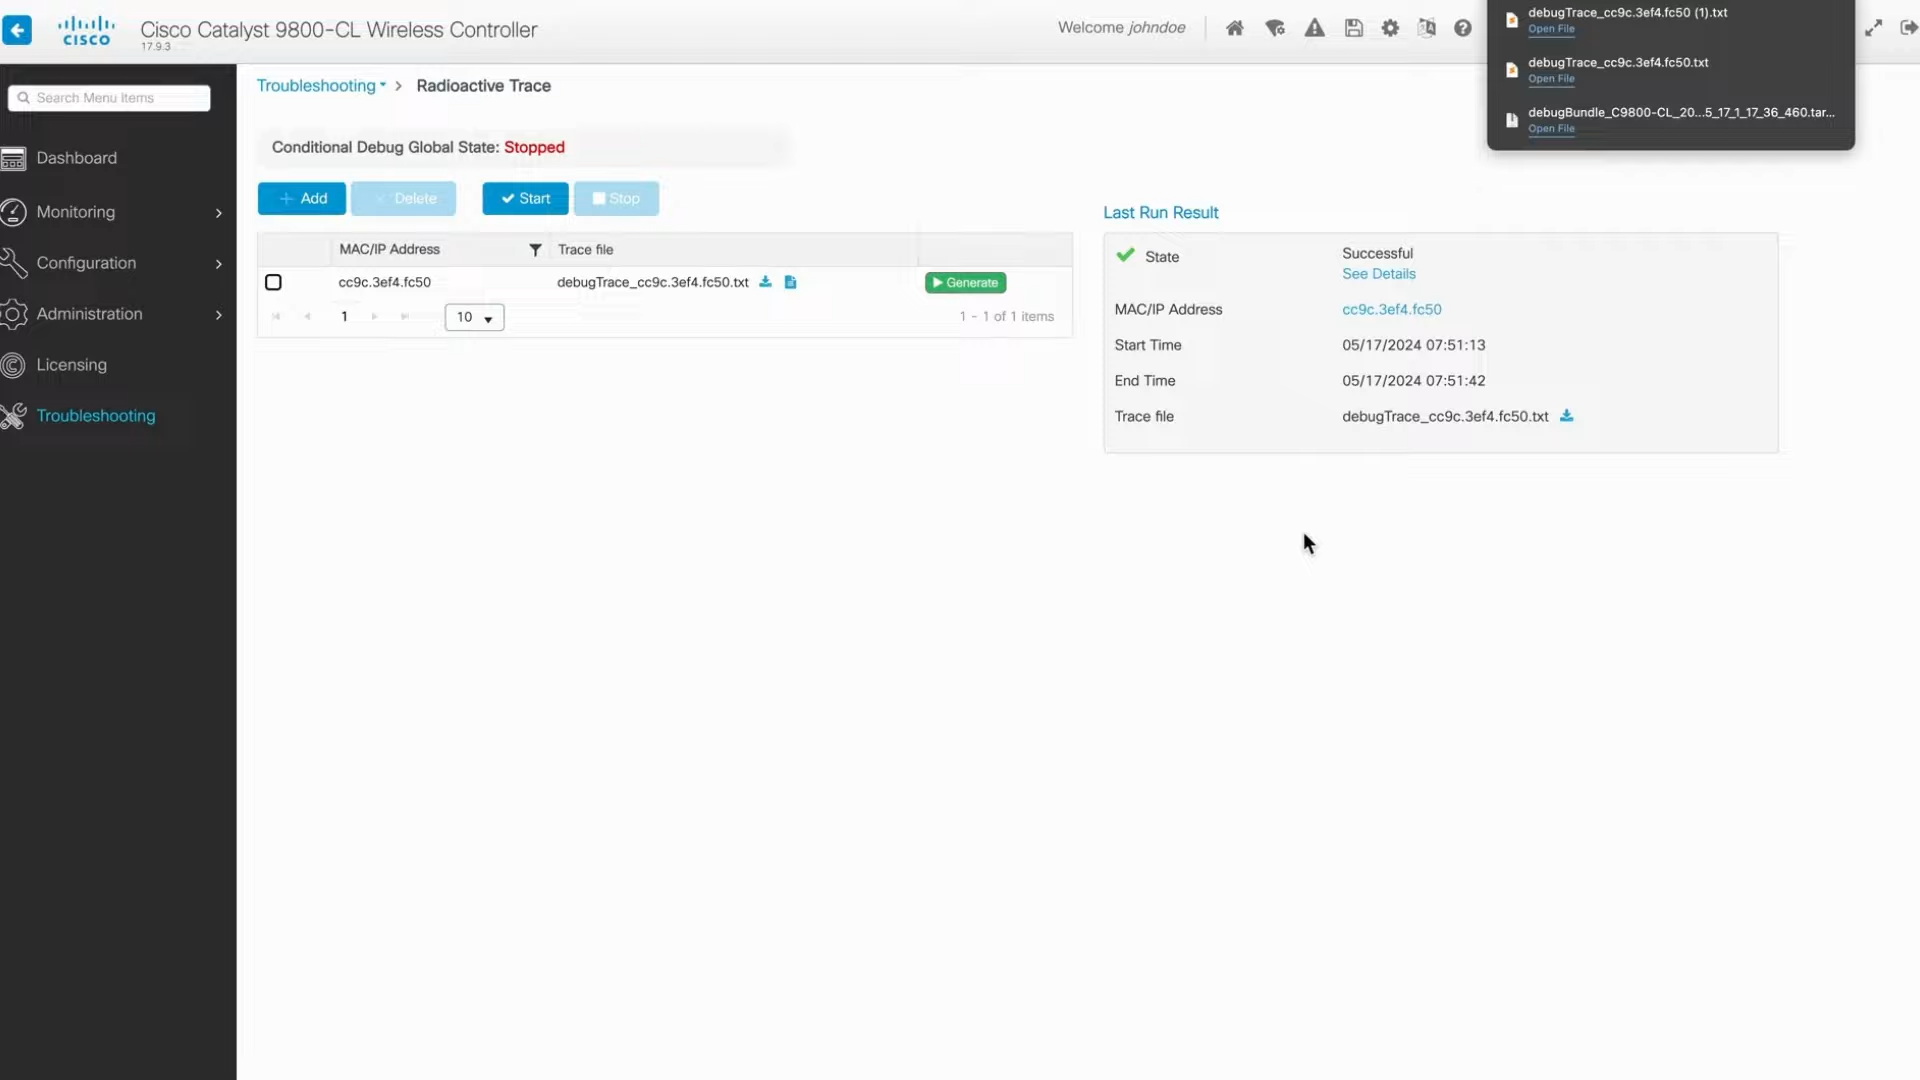 Cisco Catalyst 9800-CL Wireless Controller
17.9.3
CISCO
Welcome johndoe
debugTrace_cc9c.3ef4.fc50 (1).txt
Open File
debugTrace_cc9c.3ef4.fc50.txt
Open File
debugBundle_C9800-CL_20...5_17_1_17_36_460.tar...
Open File
Search Menu Items
Dashboard
Monitoring
Configuration
Administration
Licensing
Troubleshooting
Troubleshooting > Radioactive Trace
Conditional Debug Global State: Stopped
+ Add
× Delete
Start
Stop
MAC/IP Address
Trace file
cc9c.3ef4.fc50
debugTrace_cc9c.3ef4.fc50.txt
Generate
1
10
1 - 1 of 1 items
Last Run Result
State
Successful
See Details
MAC/IP Address
cc9c.3ef4.fc50
Start Time
05/17/2024 07:51:13
End Time
05/17/2024 07:51:42
Trace file
debugTrace_cc9c.3ef4.fc50.txt